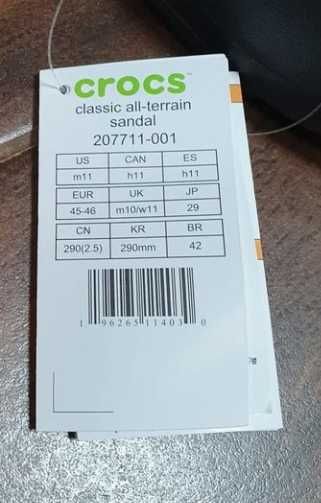 crocs™
classic all-terrain
sandal
207711-001
US CAN ES
m11 h11 h11
EUR UK JP
45-46 m10/w11 29
CN KR BR
290(2.5) 290mm 42
1 96265 11403 0